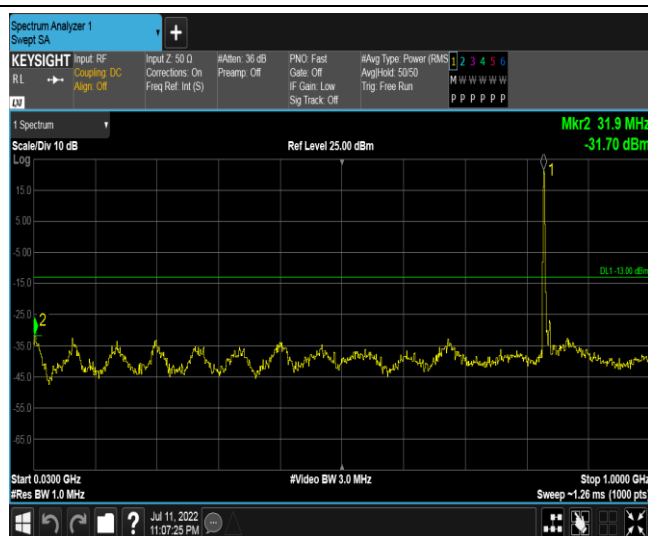 Spectrum Analyzer 1
Swept SA
KEYSIGHT
RL
LXI
Input: RF
Coupling: DC
Align: Off
Input Z: 50 Ω
Corrections: On
Freq Ref: Int (S)
#Atten: 36 dB
Preamp: Off
PNO: Fast
Gate: Off
IF Gain: Low
Sig Track: Off
#Avg Type: Power (RMS
Avg|Hold: 50/50
Trig: Free Run
1 2 3 4 5 6
M W W W W W
P P P P P P
1 Spectrum
Mkr2 31.9 MHz
Scale/Div 10 dB
Ref Level 25.00 dBm
-31.70 dBm
Log
1
15.0
5.00
-5.00
DL1 -13.00 dBm
-15.0
-25.0
2
-35.0
-45.0
-55.0
-65.0
Start 0.0300 GHz
#Video BW 3.0 MHz
Stop 1.0000 GHz
#Res BW 1.0 MHz
Sweep ~1.26 ms (1000 pts)
?
Jul 11, 2022
11:07:25 PM